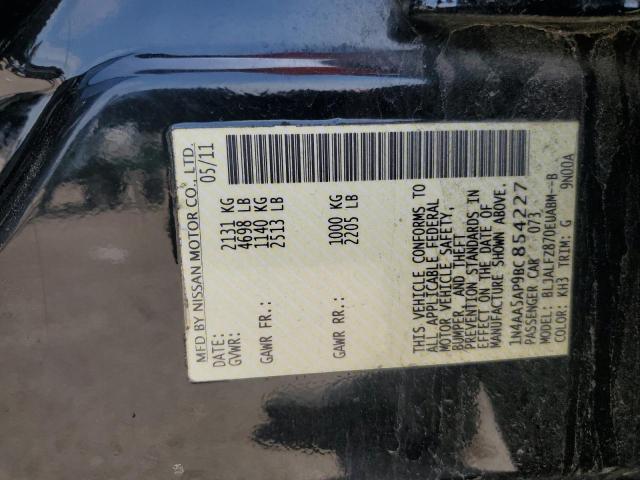 MFD BY NISSAN MOTOR CO., LTD.
DATE: 05/11
GVWR: 2131 KG
4698 LB
GAWR FR.: 1140 KG
2513 LB
GAWR RR.: 1000 KG
2205 LB
THIS VEHICLE CONFORMS TO
ALL APPLICABLE FEDERAL
MOTOR VEHICLE SAFETY,
BUMPER, AND THEFT
PREVENTION STANDARDS IN
EFFECT ON THE DATE OF
MANUFACTURE SHOWN ABOVE.
1N4AA5AP9BC854227
PASSENGER CAR 073
MODEL: BL3ALFZB70EUABM--B
COLOR: KH3 TRIM: G 9N00A